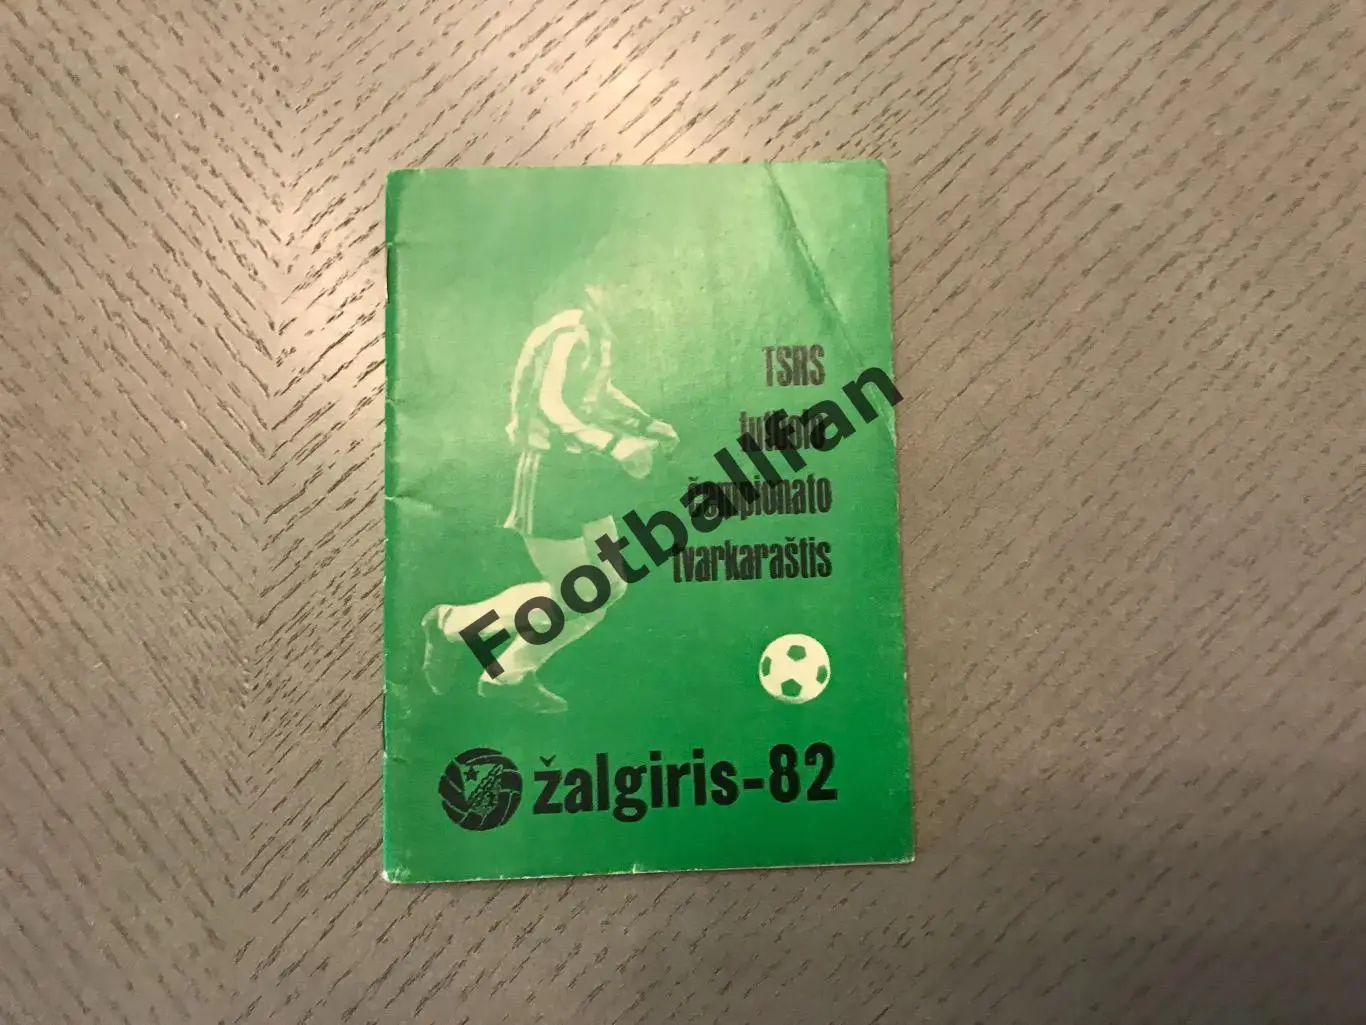 TSRS
futbolo
čempionato
tvarkaraštis
žalgiris-82
Footballfan